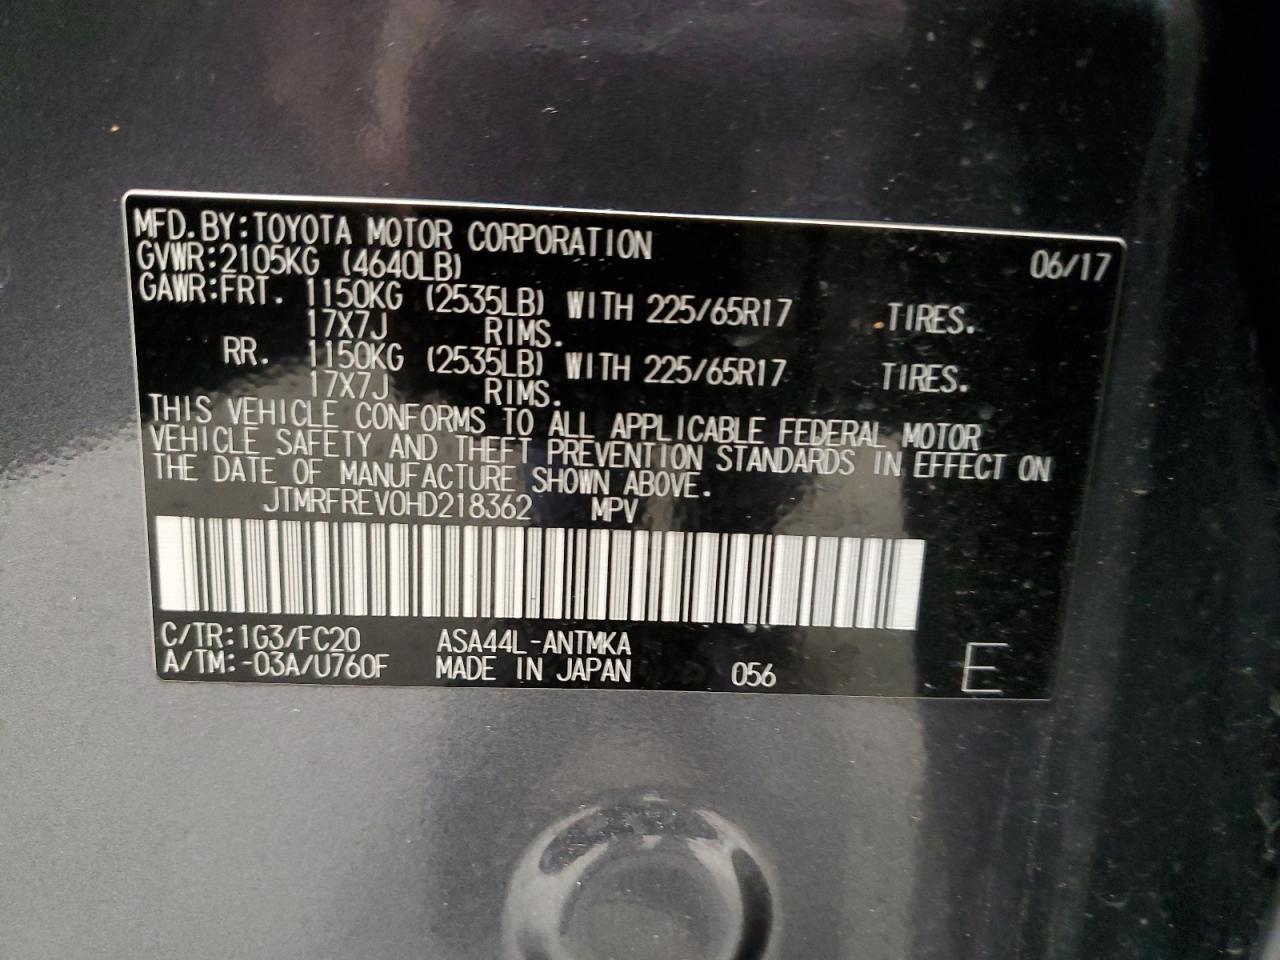 MFD.BY:TOYOTA MOTOR CORPORATION 06/17
GVWR:2105KG (4640LB)
GAWR:FRT. 1150KG (2535LB) WITH 225/65R17 TIRES.
17X7J RIMS.
RR. 1150KG (2535LB) WITH 225/65R17 TIRES.
17X7J RIMS.
THIS VEHICLE CONFORMS TO ALL APPLICABLE FEDERAL MOTOR
VEHICLE SAFETY AND THEFT PREVENTION STANDARDS IN EFFECT ON
THE DATE OF MANUFACTURE SHOWN ABOVE.
JTMRFREV0HD218362 MPV
C/TR:1G3/FC20 ASA44L-ANTMKA
A/TM:-03A/U760F MADE IN JAPAN 056 E